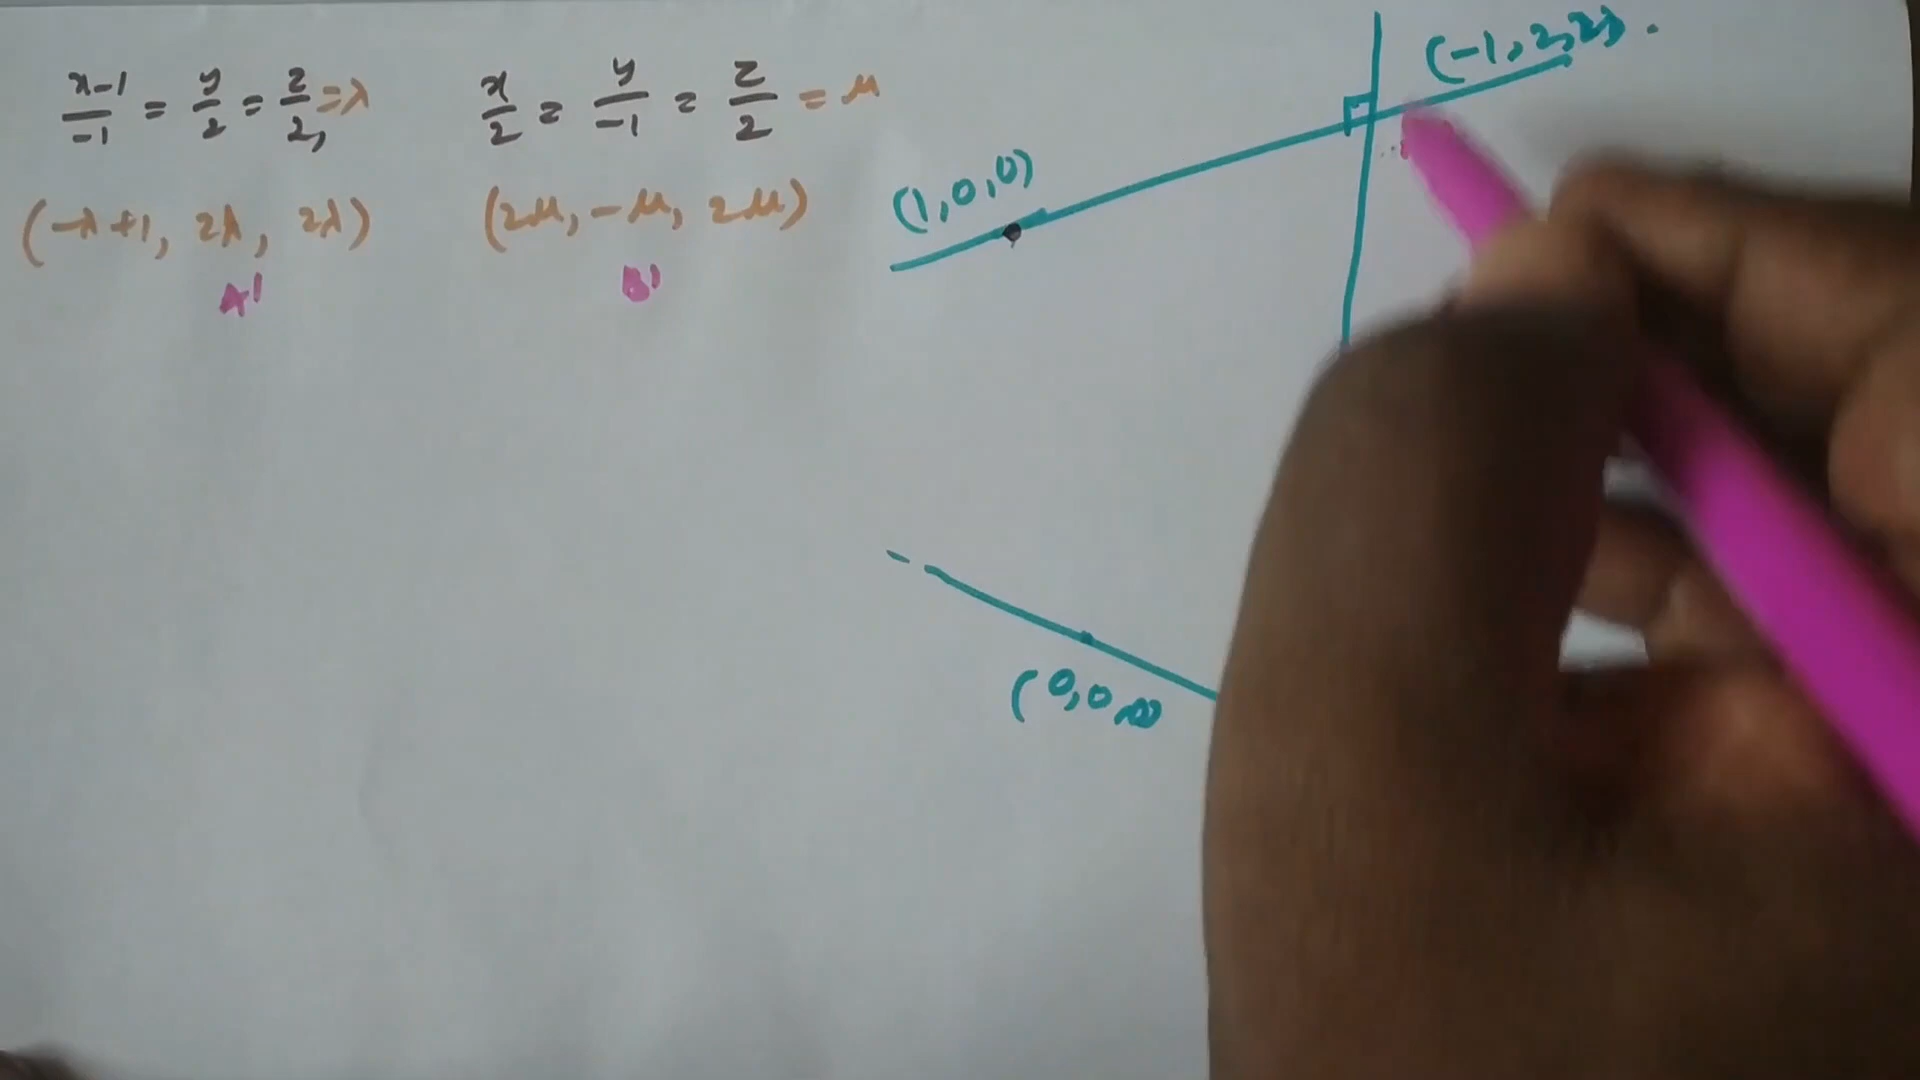 (x-1)/-1 = y/2 = z/2, = λ
x/2 = y/-1 = z/2 = μ
(-λ+1, 2λ, 2λ)
(2μ, -μ, 2μ)
A'
B'
(-1, 2, 2)
(1, 0, 0)
(0, 0, 0)